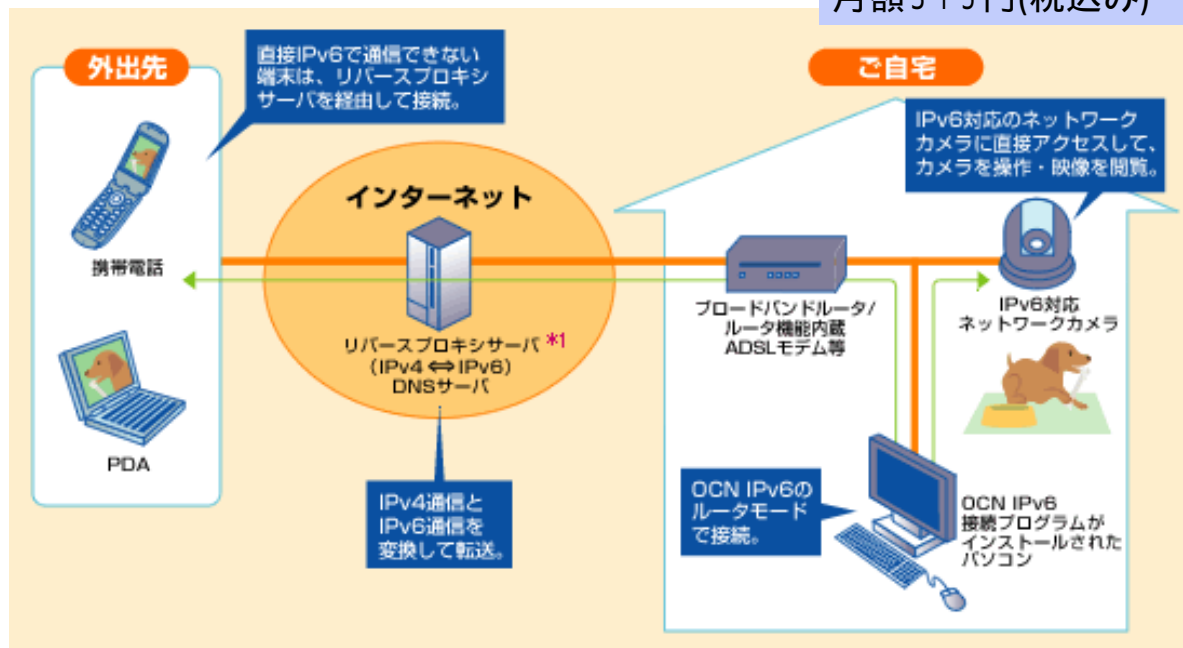 外出先
直接IPv6で通信できない
端末は、リバースプロキシ
サーバを経由して接続。
携帯電話
PDA
インターネット
リバースプロキシサーバ *1
(IPv4 ⇔ IPv6)
DNSサーバ
IPv4通信と
IPv6通信を
変換して転送。
ご自宅
IPv6対応のネットワーク
カメラに直接アクセスして、
カメラを操作・映像を閲覧。
ブロードバンドルータ/
ルータ機能内蔵
ADSLモデム等
IPv6対応
ネットワークカメラ
OCN IPv6の
ルータモード
で接続。
OCN IPv6
接続プログラムが
インストールされた
パソコン